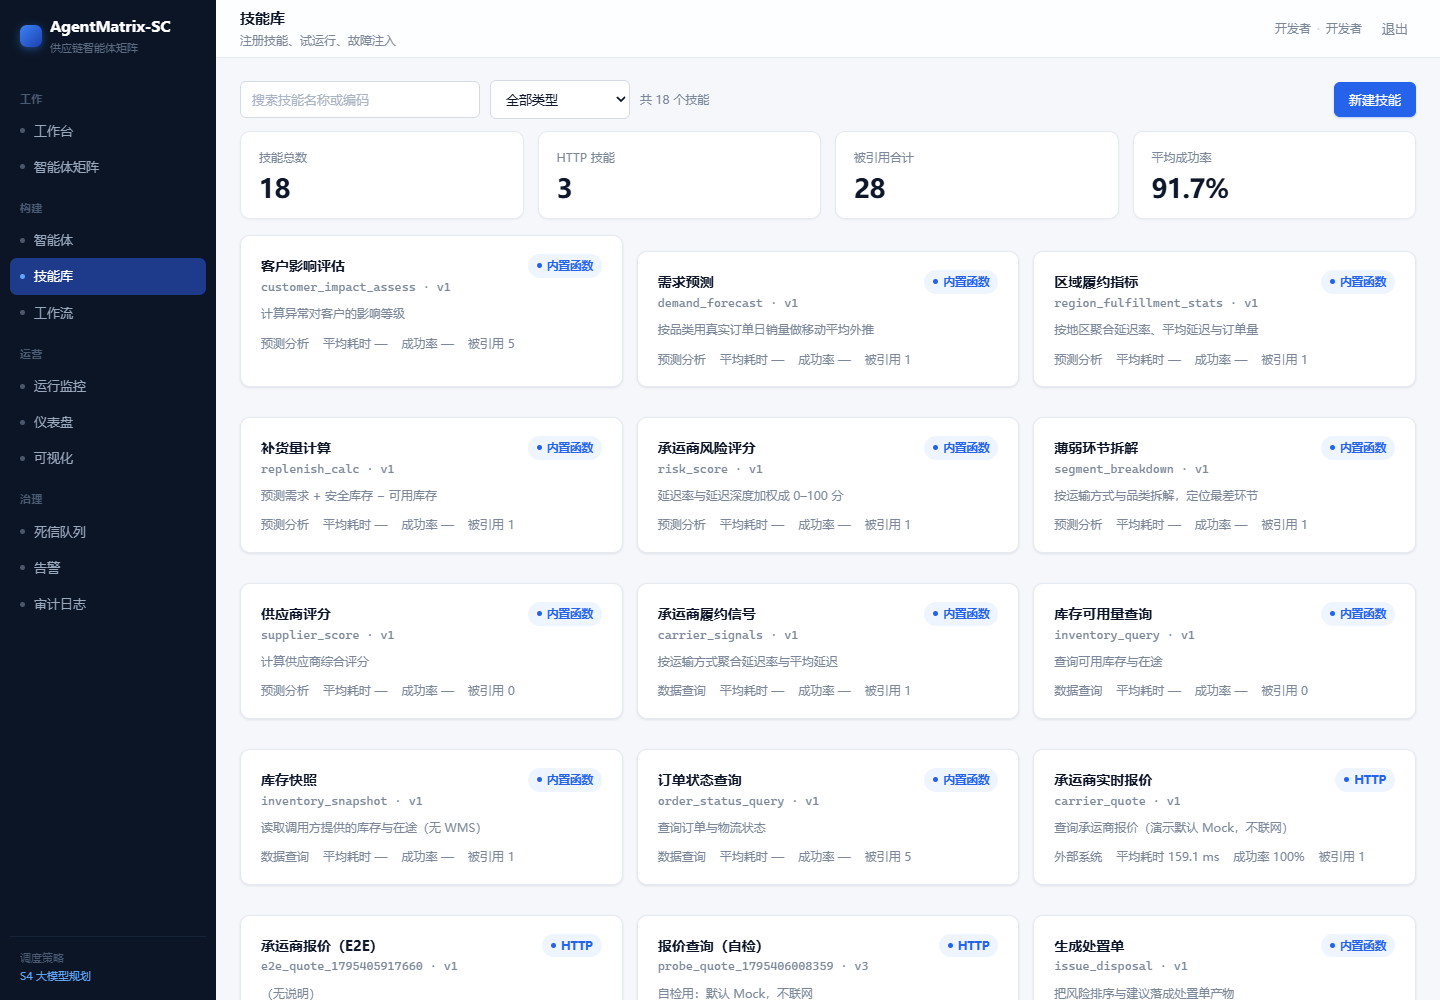 AgentMatrix-SC
供应链智能体矩阵
工作
工作台
智能体矩阵
构建
智能体
技能库
工作流
运营
运行监控
仪表盘
可视化
治理
死信队列
告警
审计日志
调度策略
S4 大模型规划
技能库
注册技能、试运行、故障注入
开发者 · 开发者 退出
搜索技能名称或编码 全部类型 共 18 个技能 新建技能
技能总数
18
HTTP 技能
3
被引用合计
28
平均成功率
91.7%
客户影响评估 内置函数
customer_impact_assess · v1
计算异常对客户的影响等级
预测分析 平均耗时 — 成功率 — 被引用 5
需求预测 内置函数
demand_forecast · v1
按品类用真实订单日销量做移动平均外推
预测分析 平均耗时 — 成功率 — 被引用 1
区域履约指标 内置函数
region_fulfillment_stats · v1
按地区聚合延迟率、平均延迟与订单量
预测分析 平均耗时 — 成功率 — 被引用 1
补货量计算 内置函数
replenish_calc · v1
预测需求 + 安全库存 − 可用库存
预测分析 平均耗时 — 成功率 — 被引用 1
承运商风险评分 内置函数
risk_score · v1
延迟率与延迟深度加权成 0–100 分
预测分析 平均耗时 — 成功率 — 被引用 1
薄弱环节拆解 内置函数
segment_breakdown · v1
按运输方式与品类拆解，定位最差环节
预测分析 平均耗时 — 成功率 — 被引用 1
供应商评分 内置函数
supplier_score · v1
计算供应商综合评分
预测分析 平均耗时 — 成功率 — 被引用 0
承运商履约信号 内置函数
carrier_signals · v1
按运输方式聚合延迟率与平均延迟
数据查询 平均耗时 — 成功率 — 被引用 1
库存可用量查询 内置函数
inventory_query · v1
查询可用库存与在途
数据查询 平均耗时 — 成功率 — 被引用 0
库存快照 内置函数
inventory_snapshot · v1
读取调用方提供的库存与在途（无 WMS）
数据查询 平均耗时 — 成功率 — 被引用 1
订单状态查询 内置函数
order_status_query · v1
查询订单与物流状态
数据查询 平均耗时 — 成功率 — 被引用 5
承运商实时报价 HTTP
carrier_quote · v1
查询承运商报价（演示默认 Mock，不联网）
外部系统 平均耗时 159.1 ms 成功率 100% 被引用 1
承运商报价（E2E） HTTP
e2e_quote_1795405917660 · v1
（无说明）
报价查询（自检） HTTP
probe_quote_1795406008359 · v3
自检用：默认 Mock，不联网
生成处置单 内置函数
issue_disposal · v1
把风险排序与建议落成处置单产物